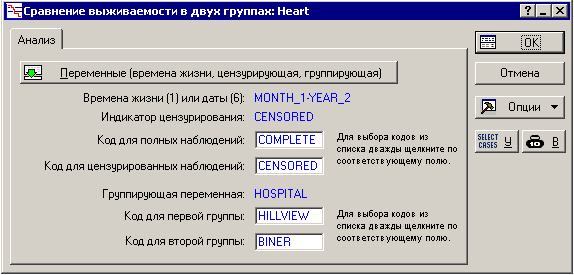 Сравнение выживаемости в двух группах: Heart
Анализ
OK
Переменные (времена жизни, цензурирующая, группирующая)
Отмена
Времена жизни (1) или даты (6): MONTH_1-YEAR_2
Индикатор цензурирования: CENSORED
Опции
Код для полных наблюдений: COMPLETE
Код для цензурированных наблюдений: CENSORED
Для выбора кодов из
списка дважды щелкните по
соответствующему полю.
SELECT
CASES
У
В
Группирующая переменная: HOSPITAL
Код для первой группы: HILLVIEW
Код для второй группы: BINER
Для выбора кодов из
списка дважды щелкните по
соответствующему полю.